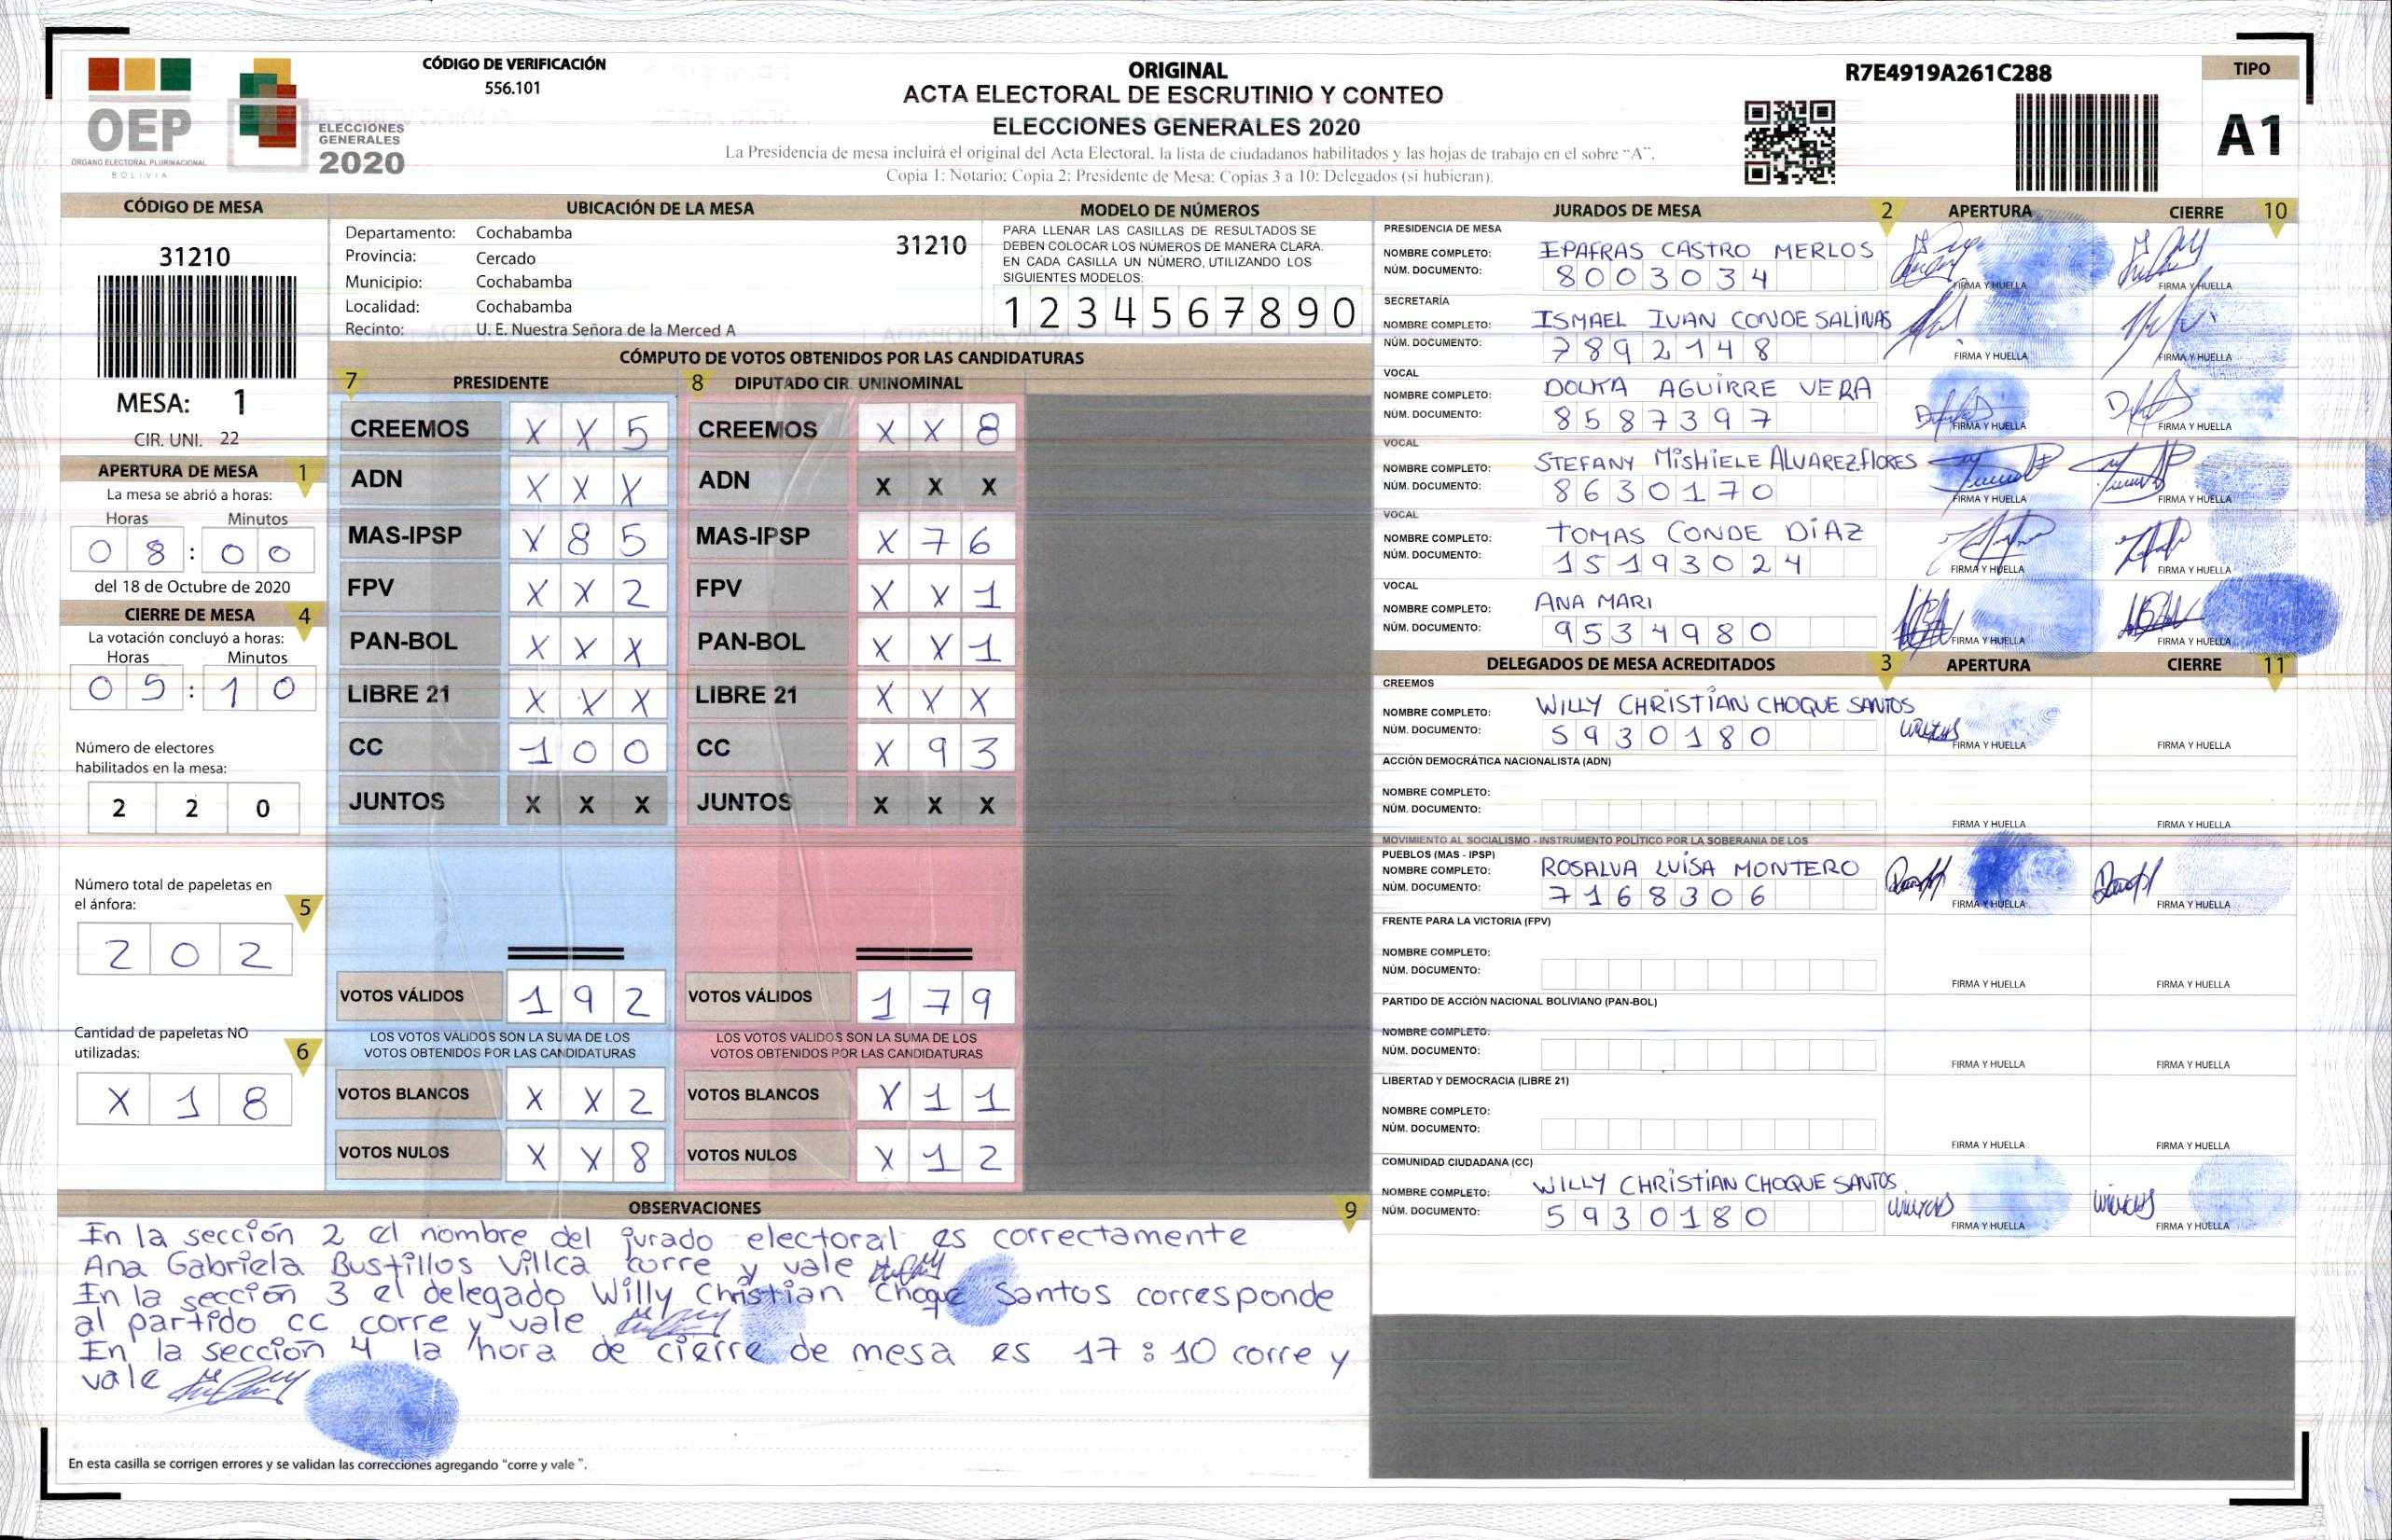 CÓDIGO DE VERIFICACIÓN
556.101
OEP
ÓRGANO ELECTORAL PLURINACIONAL
BOLIVIA
ELECCIONES
GENERALES
2020
ORIGINAL
ACTA ELECTORAL DE ESCRUTINIO Y CONTEO
ELECCIONES GENERALES 2020
La Presidencia de mesa incluirá el original del Acta Electoral, la lista de ciudadanos habilitados y las hojas de trabajo en el sobre “A”.
Copia 1: Notario; Copia 2: Presidente de Mesa; Copias 3 a 10: Delegados (si hubieran).
R7E4919A261C288
TIPO
A1
CÓDIGO DE MESA
31210
MESA: 1
CIR. UNI. 22
APERTURA DE MESA 1
La mesa se abrió a horas:
Horas Minutos
0 8 : 0 0
del 18 de Octubre de 2020
CIERRE DE MESA 4
La votación concluyó a horas:
Horas Minutos
0 5 : 1 0
Número de electores
habilitados en la mesa:
2 2 0
Número total de papeletas en
el ánfora: 5
2 0 2
Cantidad de papeletas NO
utilizadas: 6
X 1 8
UBICACIÓN DE LA MESA
Departamento: Cochabamba
31210
Provincia: Cercado
Municipio: Cochabamba
Localidad: Cochabamba
Recinto: U. E. Nuestra Señora de la Merced A
MODELO DE NÚMEROS
PARA LLENAR LAS CASILLAS DE RESULTADOS SE
DEBEN COLOCAR LOS NÚMEROS DE MANERA CLARA.
EN CADA CASILLA UN NÚMERO, UTILIZANDO LOS
SIGUIENTES MODELOS:
1 2 3 4 5 6 7 8 9 0
CÓMPUTO DE VOTOS OBTENIDOS POR LAS CANDIDATURAS
7 PRESIDENTE 8 DIPUTADO CIR. UNINOMINAL
CREEMOS X X 5 CREEMOS X X 8
ADN X X X ADN X X X
MAS-IPSP X 8 5 MAS-IPSP X 7 6
FPV X X 2 FPV X X 1
PAN-BOL X X X PAN-BOL X X 1
LIBRE 21 X X X LIBRE 21 X X X
CC 1 0 0 CC X 9 3
JUNTOS X X X JUNTOS X X X
VOTOS VÁLIDOS 1 9 2 VOTOS VÁLIDOS 1 7 9
LOS VOTOS VALIDOS SON LA SUMA DE LOS LOS VOTOS VALIDOS SON LA SUMA DE LOS
VOTOS OBTENIDOS POR LAS CANDIDATURAS VOTOS OBTENIDOS POR LAS CANDIDATURAS
VOTOS BLANCOS X X 2 VOTOS BLANCOS X 1 1
VOTOS NULOS X X 8 VOTOS NULOS X 1 2
JURADOS DE MESA 2 APERTURA CIERRE 10
PRESIDENCIA DE MESA
NOMBRE COMPLETO: EPAFRAS CASTRO MERLOS
NÚM. DOCUMENTO: 8003034
FIRMA Y HUELLA FIRMA Y HUELLA
SECRETARÍA
NOMBRE COMPLETO: ISMAEL IVAN CONDE SALINAS
NÚM. DOCUMENTO: 7892148
FIRMA Y HUELLA FIRMA Y HUELLA
VOCAL
NOMBRE COMPLETO: AGUIRRE VERA
NÚM. DOCUMENTO: 8587397
FIRMA Y HUELLA FIRMA Y HUELLA
VOCAL
NOMBRE COMPLETO: STEFANY MISHIELE ALVAREZ FLORES
NÚM. DOCUMENTO: 8630170
FIRMA Y HUELLA FIRMA Y HUELLA
VOCAL
NOMBRE COMPLETO: TOMAS CONDE DIAZ
NÚM. DOCUMENTO: 15193024
FIRMA Y HUELLA FIRMA Y HUELLA
VOCAL
NOMBRE COMPLETO: ANA MARI
NÚM. DOCUMENTO: 9534980
FIRMA Y HUELLA FIRMA Y HUELLA
DELEGADOS DE MESA ACREDITADOS 3 APERTURA CIERRE 11
CREEMOS
NOMBRE COMPLETO: WILLY CHRISTIAN CHOQUE SANTOS
NÚM. DOCUMENTO: 5930180
FIRMA Y HUELLA FIRMA Y HUELLA
ACCIÓN DEMOCRÁTICA NACIONALISTA (ADN)
NOMBRE COMPLETO:
NÚM. DOCUMENTO:
FIRMA Y HUELLA FIRMA Y HUELLA
MOVIMIENTO AL SOCIALISMO - INSTRUMENTO POLÍTICO POR LA SOBERANIA DE LOS
PUEBLOS (MAS - IPSP)
NOMBRE COMPLETO: ROSALVA LUISA MONTERO
NÚM. DOCUMENTO: 7168306
FIRMA Y HUELLA FIRMA Y HUELLA
FRENTE PARA LA VICTORIA (FPV)
NOMBRE COMPLETO:
NÚM. DOCUMENTO:
FIRMA Y HUELLA FIRMA Y HUELLA
PARTIDO DE ACCIÓN NACIONAL BOLIVIANO (PAN-BOL)
NOMBRE COMPLETO:
NÚM. DOCUMENTO:
FIRMA Y HUELLA FIRMA Y HUELLA
LIBERTAD Y DEMOCRACIA (LIBRE 21)
NOMBRE COMPLETO:
NÚM. DOCUMENTO:
FIRMA Y HUELLA FIRMA Y HUELLA
COMUNIDAD CIUDADANA (CC)
NOMBRE COMPLETO: WILLY CHRISTIAN CHOQUE SANTOS
NÚM. DOCUMENTO: 5930180
FIRMA Y HUELLA FIRMA Y HUELLA
OBSERVACIONES 9
En la sección 2 el nombre del jurado electoral es correctamente
Ana Gabriela Bustillos Villca corre y vale
En la sección 3 el delegado Willy Christian Choque Santos corresponde
al partido cc corre y vale
En la sección 4 la hora de cierre de mesa es 17:10 corre y
vale
En esta casilla se corrigen errores y se validan las correcciones agregando “corre y vale”.